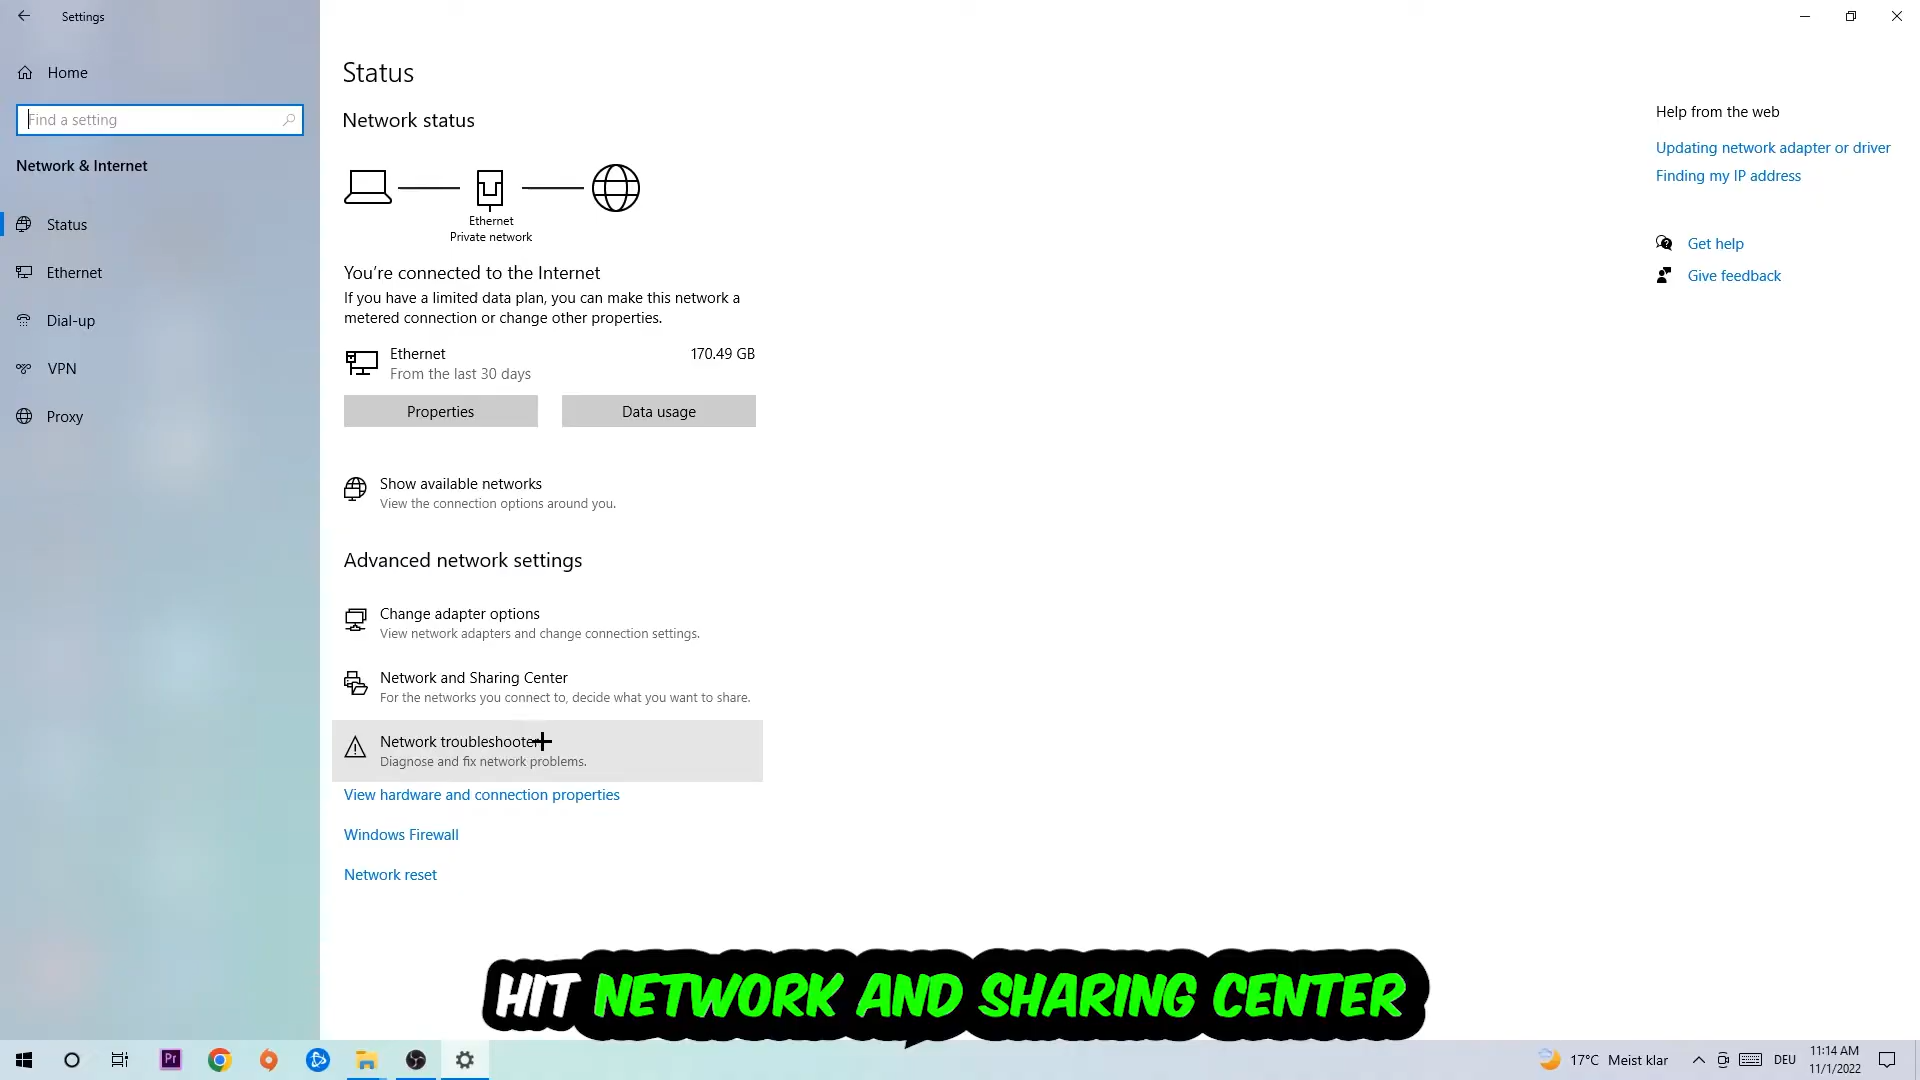 Settings
Home
Find a setting
Network & Internet
Status
Ethernet
Dial-up
VPN
Proxy
Status
Network status
Ethernet
Private network
You're connected to the Internet
If you have a limited data plan, you can make this network a
metered connection or change other properties.
Ethernet 170.49 GB
From the last 30 days
Properties Data usage
Show available networks
View the connection options around you.
Advanced network settings
Change adapter options
View network adapters and change connection settings.
Network and Sharing Center
For the networks you connect to, decide what you want to share.
Network troubleshooter
Diagnose and fix network problems.
View hardware and connection properties
Windows Firewall
Network reset
Help from the web
Updating network adapter or driver
Finding my IP address
Get help
Give feedback
HIT NETWORK AND SHARING CENTER
Pr
17°C Meist klar
DEU
11:14 AM
11/1/2022